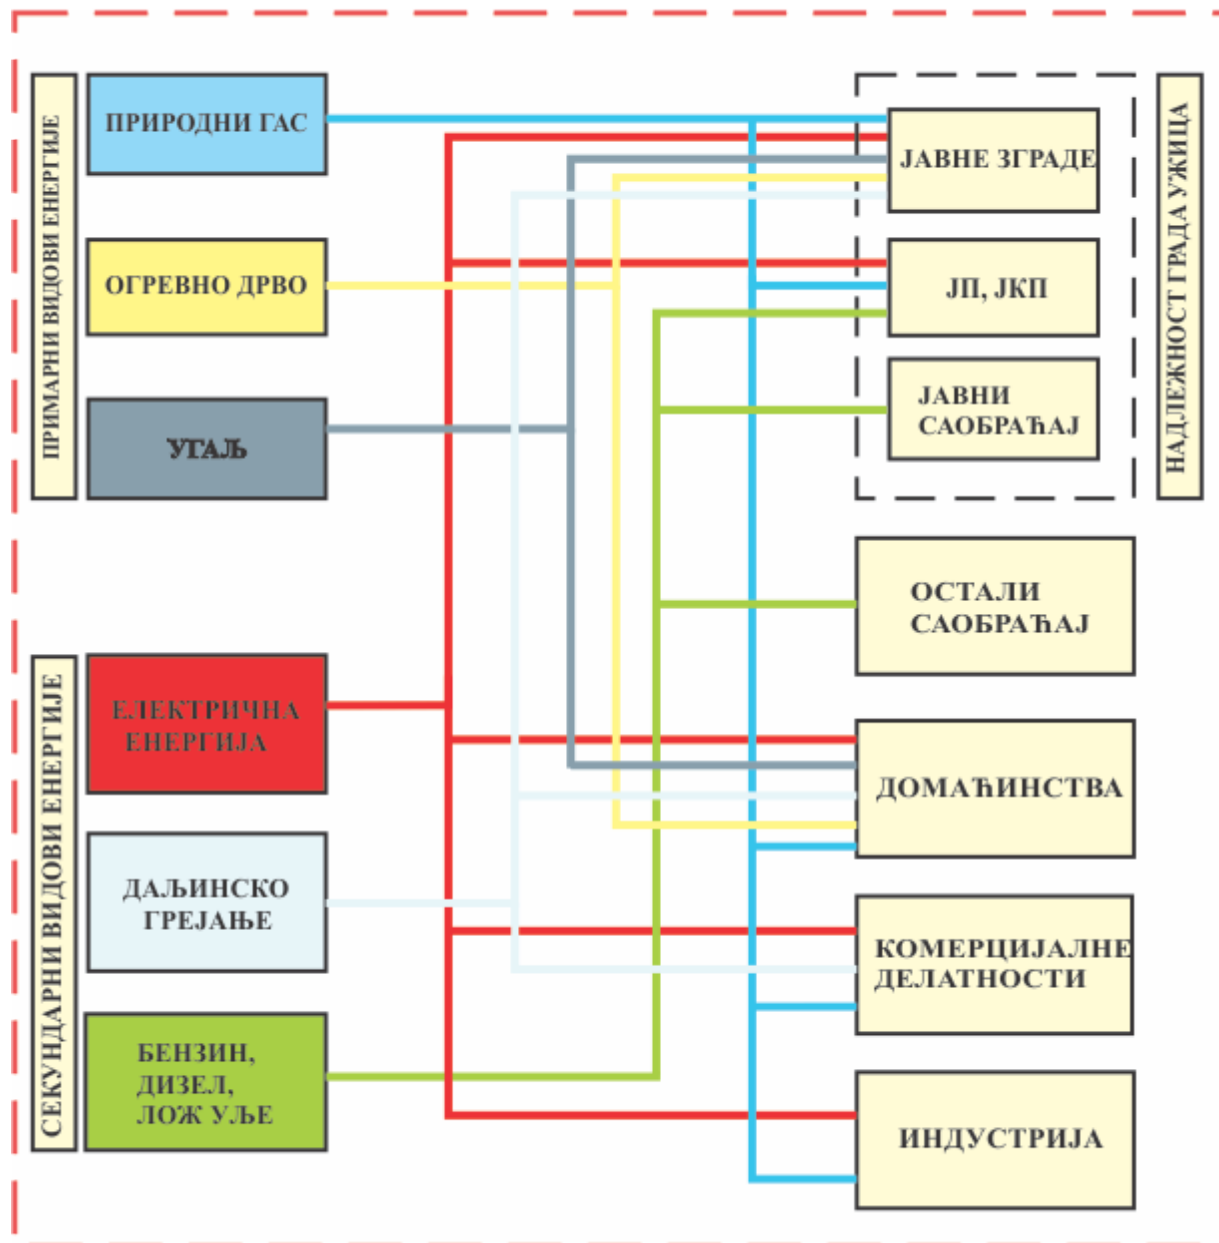 ПРИМАРНИ ВИДОВИ ЕНЕРГИЈЕ
ПРИРОДНИ ГАС
ОГРЕВНО ДРВО
УГАЉ
СЕКУНДАРНИ ВИДОВИ ЕНЕРГИЈЕ
ЕЛЕКТРИЧНА
ЕНЕРГИЈА
ДАЉИНСКО
ГРЕЈАЊЕ
БЕНЗИН,
ДИЗЕЛ,
ЛОЖ УЉЕ
ЈАВНЕ ЗГРАДЕ
ЈП, ЈКП
ЈАВНИ
САОБРАЋАЈ
НАДЛЕЖНОСТ ГРАДА УЖИЦА
ОСТАЛИ
САОБРАЋАЈ
ДОМАЋИНСТВА
КОМЕРЦИЈАЛНЕ
ДЕЛАТНОСТИ
ИНДУСТРИЈА